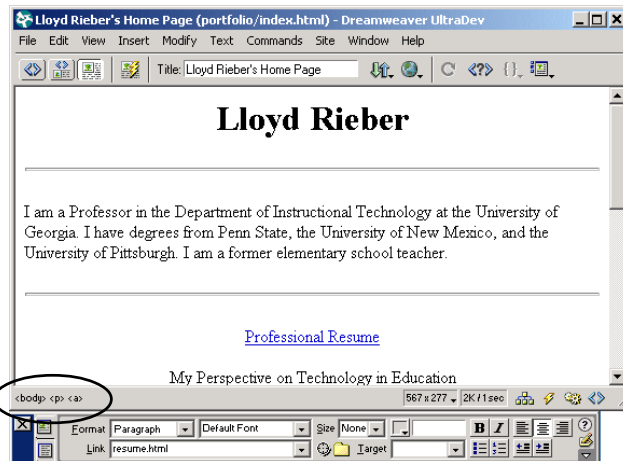 Lloyd Rieber's Home Page (portfolio/index.html) - Dreamweaver UltraDev
File Edit View Insert Modify Text Commands Site Window Help
Title: Lloyd Rieber's Home Page
Lloyd Rieber
I am a Professor in the Department of Instructional Technology at the University of
Georgia. I have degrees from Penn State, the University of New Mexico, and the
University of Pittsburgh. I am a former elementary school teacher.
Professional Resume
My Perspective on Technology in Education
<body> <p> <a> 567 x 277 2K / 1 sec
Format Paragraph Default Font Size None B I
Link resume.html Target